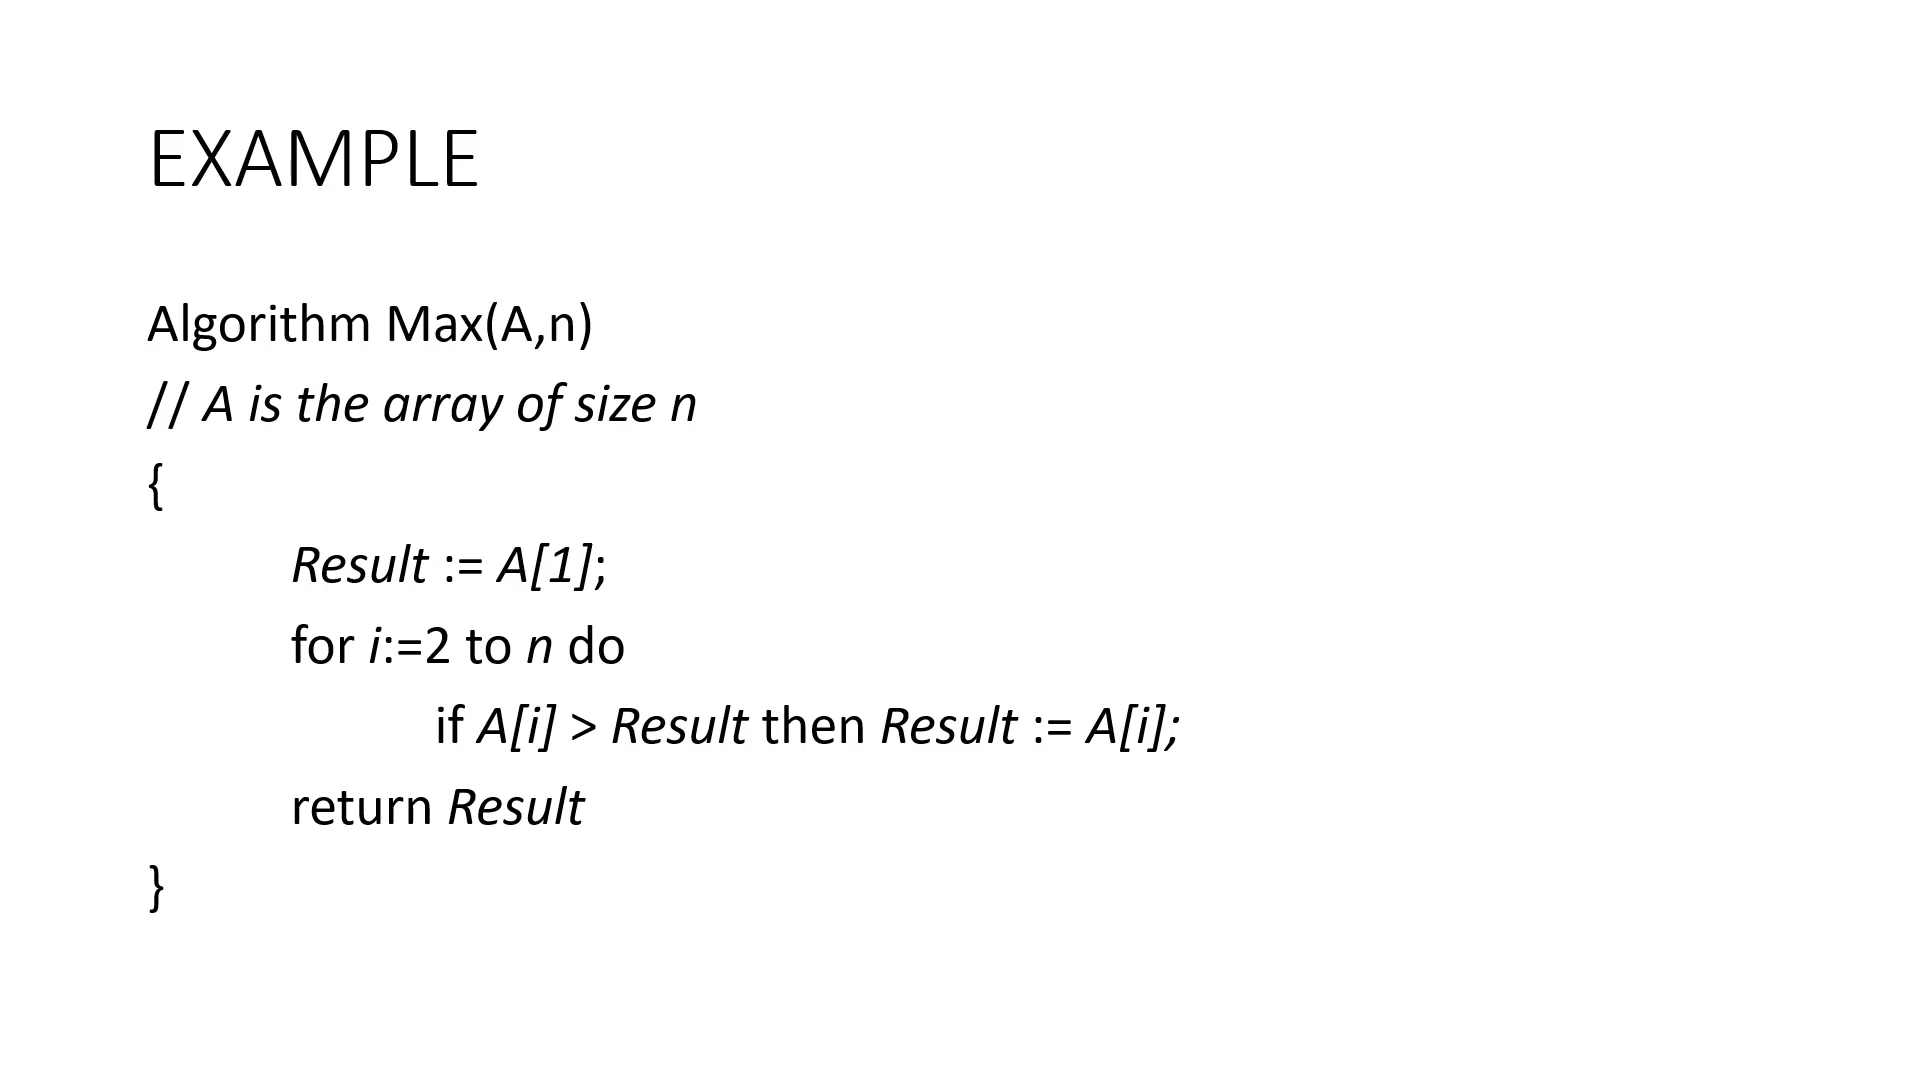 EXAMPLE
Algorithm Max(A,n)
// A is the array of size n
{
Result := A[1];
for i:=2 to n do
if A[i] > Result then Result := A[i];
return Result
}